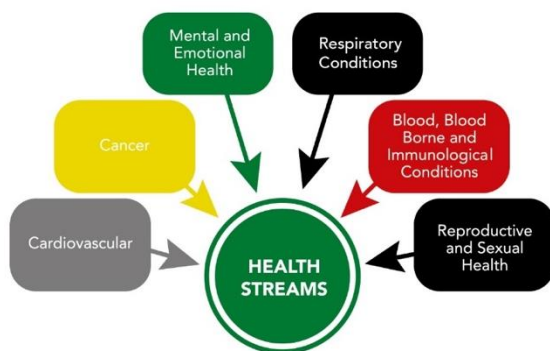 Mental and
Emotional
Health
Respiratory
Conditions
Cancer
Blood, Blood
Borne and
Immunological
Conditions
Cardiovascular
Reproductive
and Sexual
Health
HEALTH
STREAMS